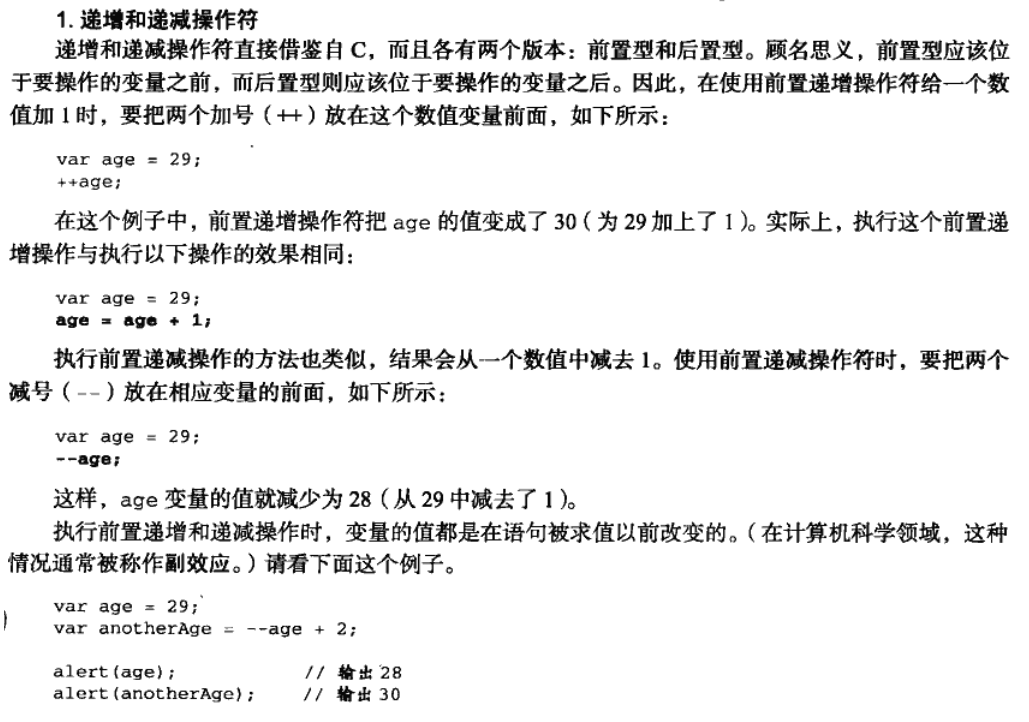 1. 递增和递减操作符
递增和递减操作符直接借鉴自 C，而且各有两个版本：前置型和后置型。顾名思义，前置型应该位
于要操作的变量之前，而后置型则应该位于要操作的变量之后。因此，在使用前置递增操作符给一个数
值加 1 时，要把两个加号（++）放在这个数值变量前面，如下所示：
var age = 29;
++age;
在这个例子中，前置递增操作符把 age 的值变成了 30（为 29 加上了 1）。实际上，执行这个前置递
增操作与执行以下操作的效果相同：
var age = 29;
age = age + 1;
执行前置递减操作的方法也类似，结果会从一个数值中减去 1。使用前置递减操作符时，要把两个
减号（--）放在相应变量的前面，如下所示：
var age = 29;
--age;
这样，age 变量的值就减少为 28（从 29 中减去了 1）。
执行前置递增和递减操作时，变量的值都是在语句被求值以前改变的。（在计算机科学领域，这种
情况通常被称作副效应。）请看下面这个例子。
var age = 29;
var anotherAge = --age + 2;
alert(age); // 输出 28
alert(anotherAge); // 输出 30